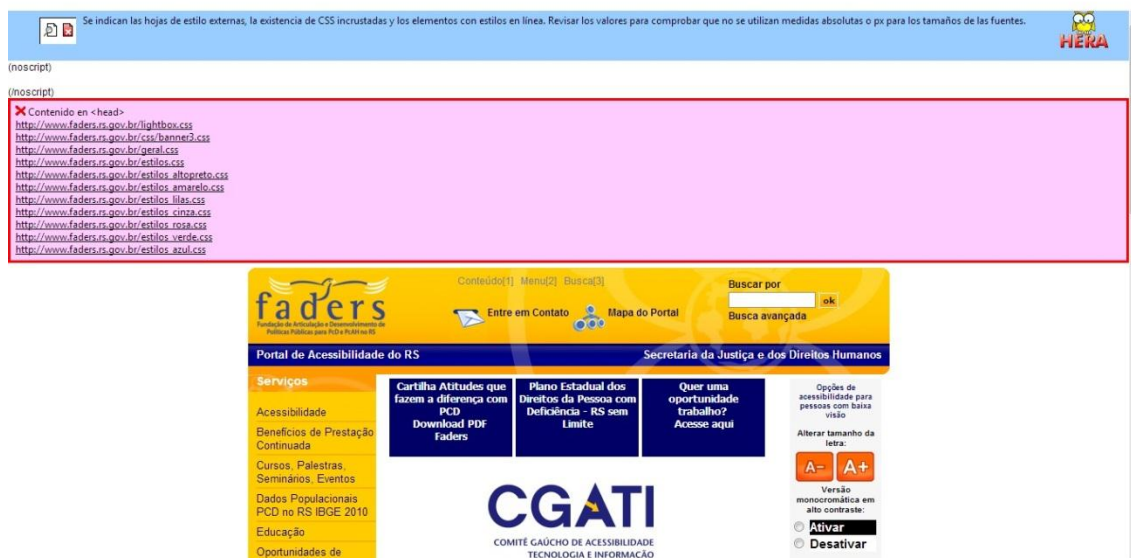 Se indican las hojas de estilo externas, la existencia de CSS incrustadas y los elementos con estilos en línea. Revisar los valores para comprobar que no se utilizan medidas absolutas o px para los tamaños de las fuentes.
HERA
(noscript)
(/noscript)
Contenido en <head>
http://www.faders.rs.gov.br/lightbox.css
http://www.faders.rs.gov.br/css/banner3.css
http://www.faders.rs.gov.br/geral.css
http://www.faders.rs.gov.br/estilos.css
http://www.faders.rs.gov.br/estilos_altopreto.css
http://www.faders.rs.gov.br/estilos_amarelo.css
http://www.faders.rs.gov.br/estilos_lilas.css
http://www.faders.rs.gov.br/estilos_cinza.css
http://www.faders.rs.gov.br/estilos_rosa.css
http://www.faders.rs.gov.br/estilos_verde.css
http://www.faders.rs.gov.br/estilos_azul.css
faders
Fundação de Articulação e Desenvolvimento de
Políticas Públicas para PcD e PcAH no RS
Conteúdo[1] Menu[2] Busca[3]
Entre em Contato
Mapa do Portal
Buscar por
ok
Busca avançada
Portal de Acessibilidade do RS
Secretaria da Justiça e dos Direitos Humanos
Serviços
Acessibilidade
Benefícios de Prestação
Continuada
Cursos, Palestras,
Seminários, Eventos
Dados Populacionais
PCD no RS IBGE 2010
Educação
Oportunidades de
Cartilha Atitudes que
fazem a diferença com
PCD
Download PDF
Faders
Plano Estadual dos
Direitos da Pessoa com
Deficiência - RS sem
Limite
Quer uma
oportunidade
trabalho?
Acesse aqui
CGATI
COMITÊ GAÚCHO DE ACESSIBILIDADE
TECNOLOGIA E INFORMAÇÃO
Opções de
acessibilidade para
pessoas com baixa
visão
Alterar tamanho da
letra:
A- A+
Versão
monocromática em
alto contraste:
Ativar
Desativar